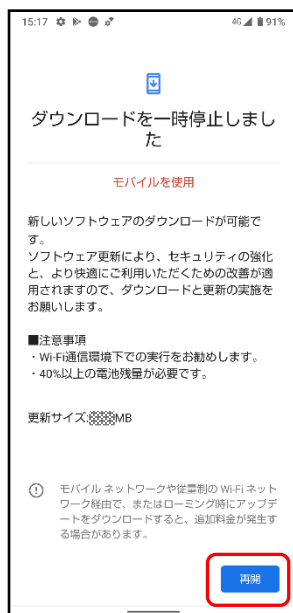 15:17 4G 91%
ダウンロードを一時停止しまし
た
モバイルを使用
新しいソフトウェアのダウンロードが可能で
す。
ソフトウェア更新により、セキュリティの強化
と、より快適にご利用いただくための改善が適
用されますので、ダウンロードと更新の実施を
お願いします。
■注意事項
・Wi-Fi通信環境下での実行をお勧めします。
・40%以上の電池残量が必要です。
更新サイズ:MB
モバイル ネットワークや従量制の Wi-Fi ネット
ワーク経由で、またはローミング時にアップデ
ートをダウンロードすると、追加料金が発生す
る場合があります。
再開